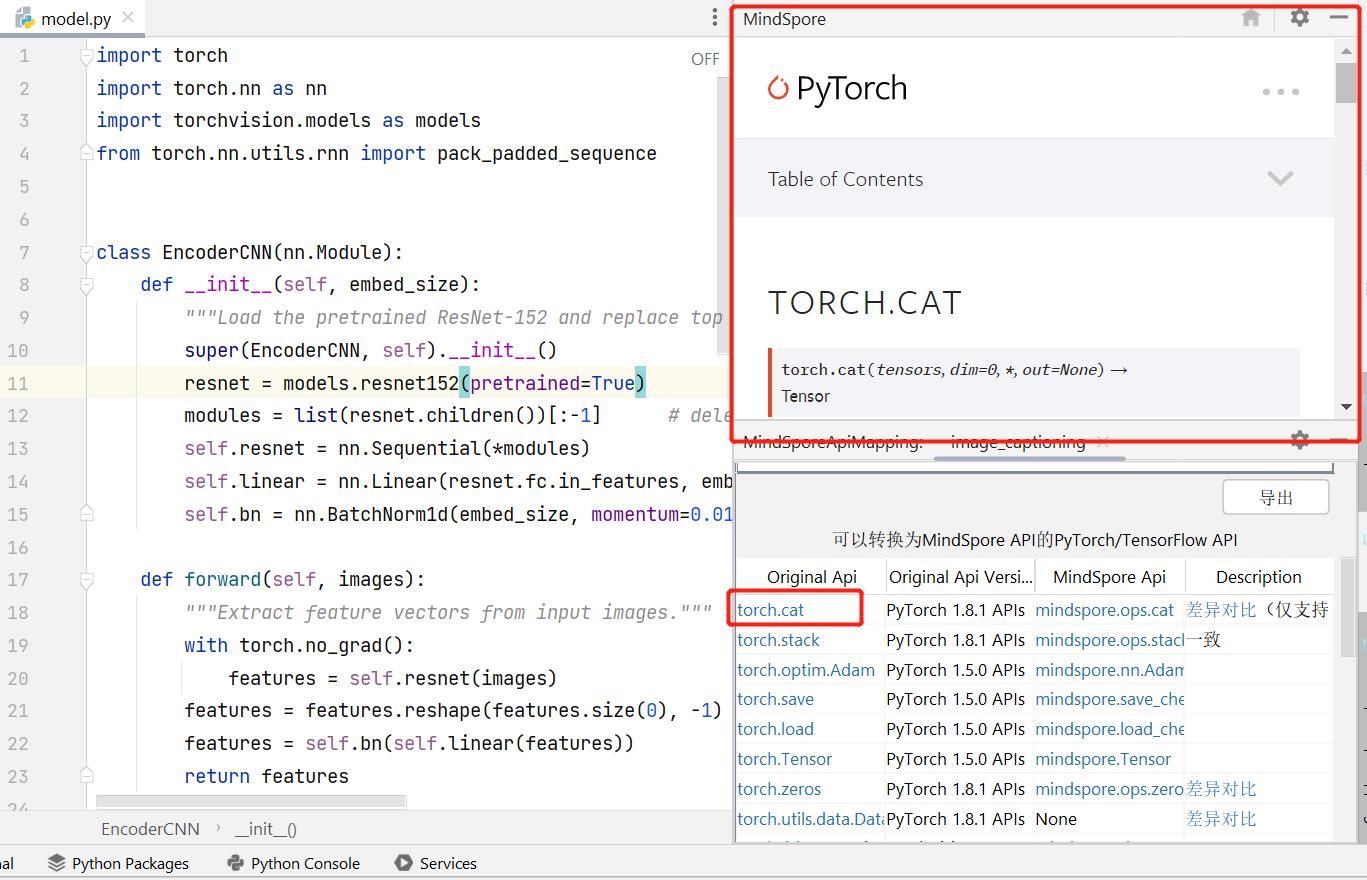 model.py
1 import torch
2 import torch.nn as nn
3 import torchvision.models as models
4 from torch.nn.utils.rnn import pack_padded_sequence
5
6
7 class EncoderCNN(nn.Module):
8 def __init__(self, embed_size):
9 """Load the pretrained ResNet-152 and replace top
10 super(EncoderCNN, self).__init__()
11 resnet = models.resnet152(pretrained=True)
12 modules = list(resnet.children())[:-1] # dele
13 self.resnet = nn.Sequential(*modules)
14 self.linear = nn.Linear(resnet.fc.in_features, emb
15 self.bn = nn.BatchNorm1d(embed_size, momentum=0.01
16
17 def forward(self, images):
18 """Extract feature vectors from input images."""
19 with torch.no_grad():
20 features = self.resnet(images)
21 features = features.reshape(features.size(0), -1)
22 features = self.bn(self.linear(features))
23 return features
24
OFF
EncoderCNN › __init__()
MindSpore
PyTorch
Table of Contents
TORCH.CAT
torch.cat(tensors, dim=0, *, out=None) →
Tensor
MindSporeApiMapping: image_captioning
导出
可以转换为MindSpore API的PyTorch/TensorFlow API
Original Api Original Api Versi... MindSpore Api Description
torch.cat PyTorch 1.8.1 APIs mindspore.ops.cat 差异对比（仅支持
torch.stack PyTorch 1.8.1 APIs mindspore.ops.stack 一致
torch.optim.Adam PyTorch 1.5.0 APIs mindspore.nn.Adam
torch.save PyTorch 1.5.0 APIs mindspore.save_che
torch.load PyTorch 1.5.0 APIs mindspore.load_che
torch.Tensor PyTorch 1.5.0 APIs mindspore.Tensor
torch.zeros PyTorch 1.8.1 APIs mindspore.ops.zero 差异对比
torch.utils.data.Data PyTorch 1.8.1 APIs None 差异对比
nal Python Packages Python Console Services